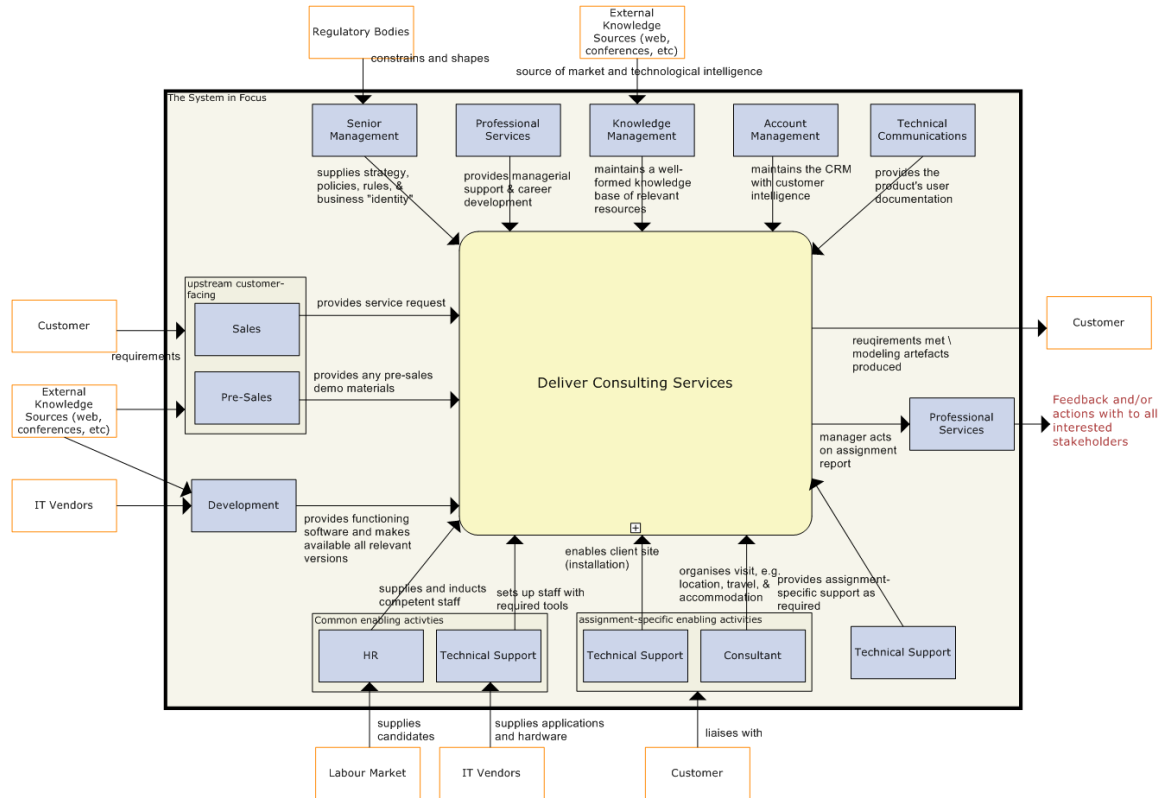 Regulatory Bodies
External
Knowledge
Sources (web,
conferences, etc)
constrains and shapes
source of market and technological intelligence
The System in Focus
Senior
Management
Professional
Services
Knowledge
Management
Account
Management
Technical
Communications
supplies strategy,
policies, rules, &
business "identity"
provides managerial
support & career
development
maintains a well-
formed knowledge
base of relevant
resources
maintains the CRM
with customer
intelligence
provides the
product's user
documentation
upstream customer-
facing
Customer
Sales
provides service request
requirements
External
Knowledge
Sources (web,
conferences, etc)
Pre-Sales
provides any pre-sales
demo materials
Deliver Consulting Services
Customer
reuqirements met \
modeling artefacts
produced
Professional
Services
Feedback and/or
actions with to all
interested
stakeholders
manager acts
on assignment
report
IT Vendors
Development
provides functioning
software and makes
available all relevant
versions
enables client site
(installation)
organises visit, e.g.
location, travel, &
accommodation
provides assignment-
specific support as
required
supplies and inducts
competent staff
sets up staff with
required tools
Common enabling activties
HR
Technical Support
assignment-specific enabling activities
Technical Support
Consultant
Technical Support
supplies
candidates
supplies applications
and hardware
liaises with
Labour Market
IT Vendors
Customer